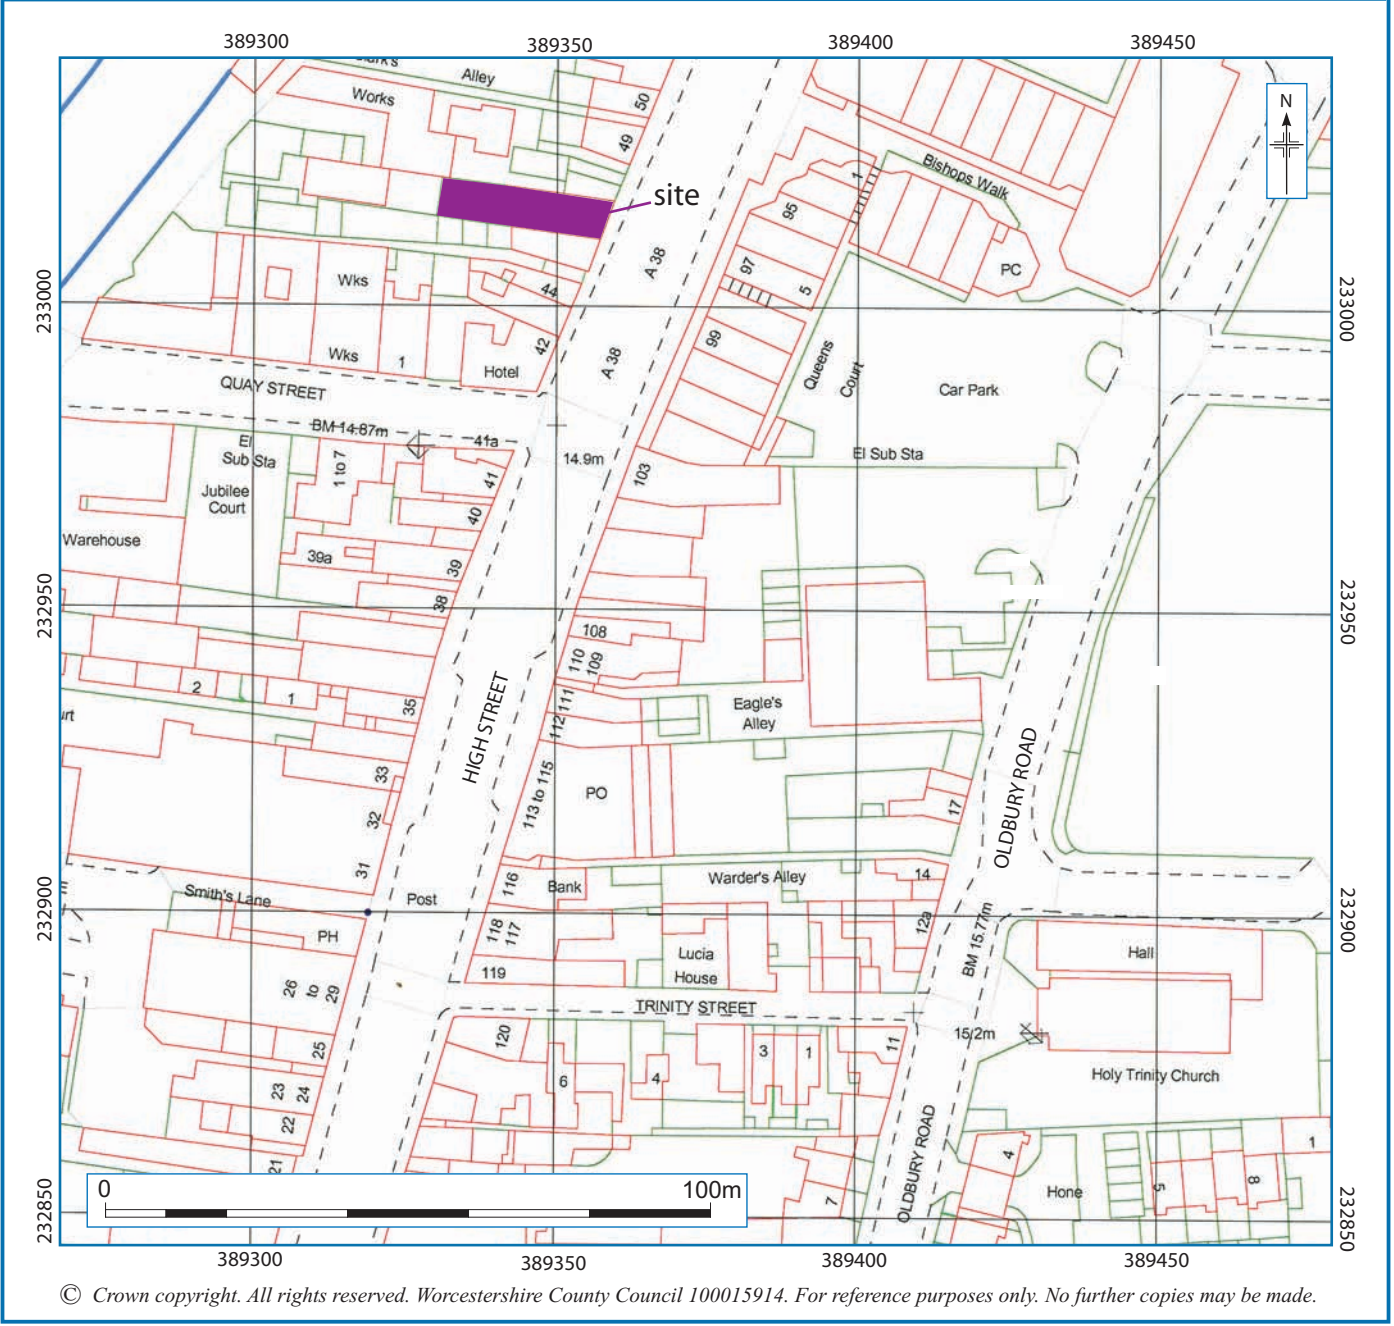 389300
389350
389400
389450
Alley
Works
50
49
N
Bishops Walk
1
site
95
A 38
97
PC
5
Wks
44
233000
233000
99
42
A 38
Wks
1
Hotel
Queens
Court
Car Park
QUAY STREET
BM 14.87m
41a
El
Sub Sta
1 to 7
14.9m
El Sub Sta
103
41
Jubilee
Court
40
Warehouse
39a
39
38
232950
232950
108
110
109
2
1
35
111
112
Eagle's
Alley
HIGH STREET
OLDBURY ROAD
33
32
113 to 115
PO
17
31
116
Bank
Warder's Alley
14
Smith's Lane
Post
232900
232900
PH
118
117
12a
BM 15.77m
Hall
Lucia
House
119
26
to
29
TRINITY STREET
120
25
3
1
11
15.2m
6
4
Holy Trinity Church
23
24
22
OLDBURY ROAD
21
4
1
Hone
5
8
7
0
100m
232850
232850
389300
389350
389400
389450
© Crown copyright. All rights reserved. Worcestershire County Council 100015914. For reference purposes only. No further copies may be made.